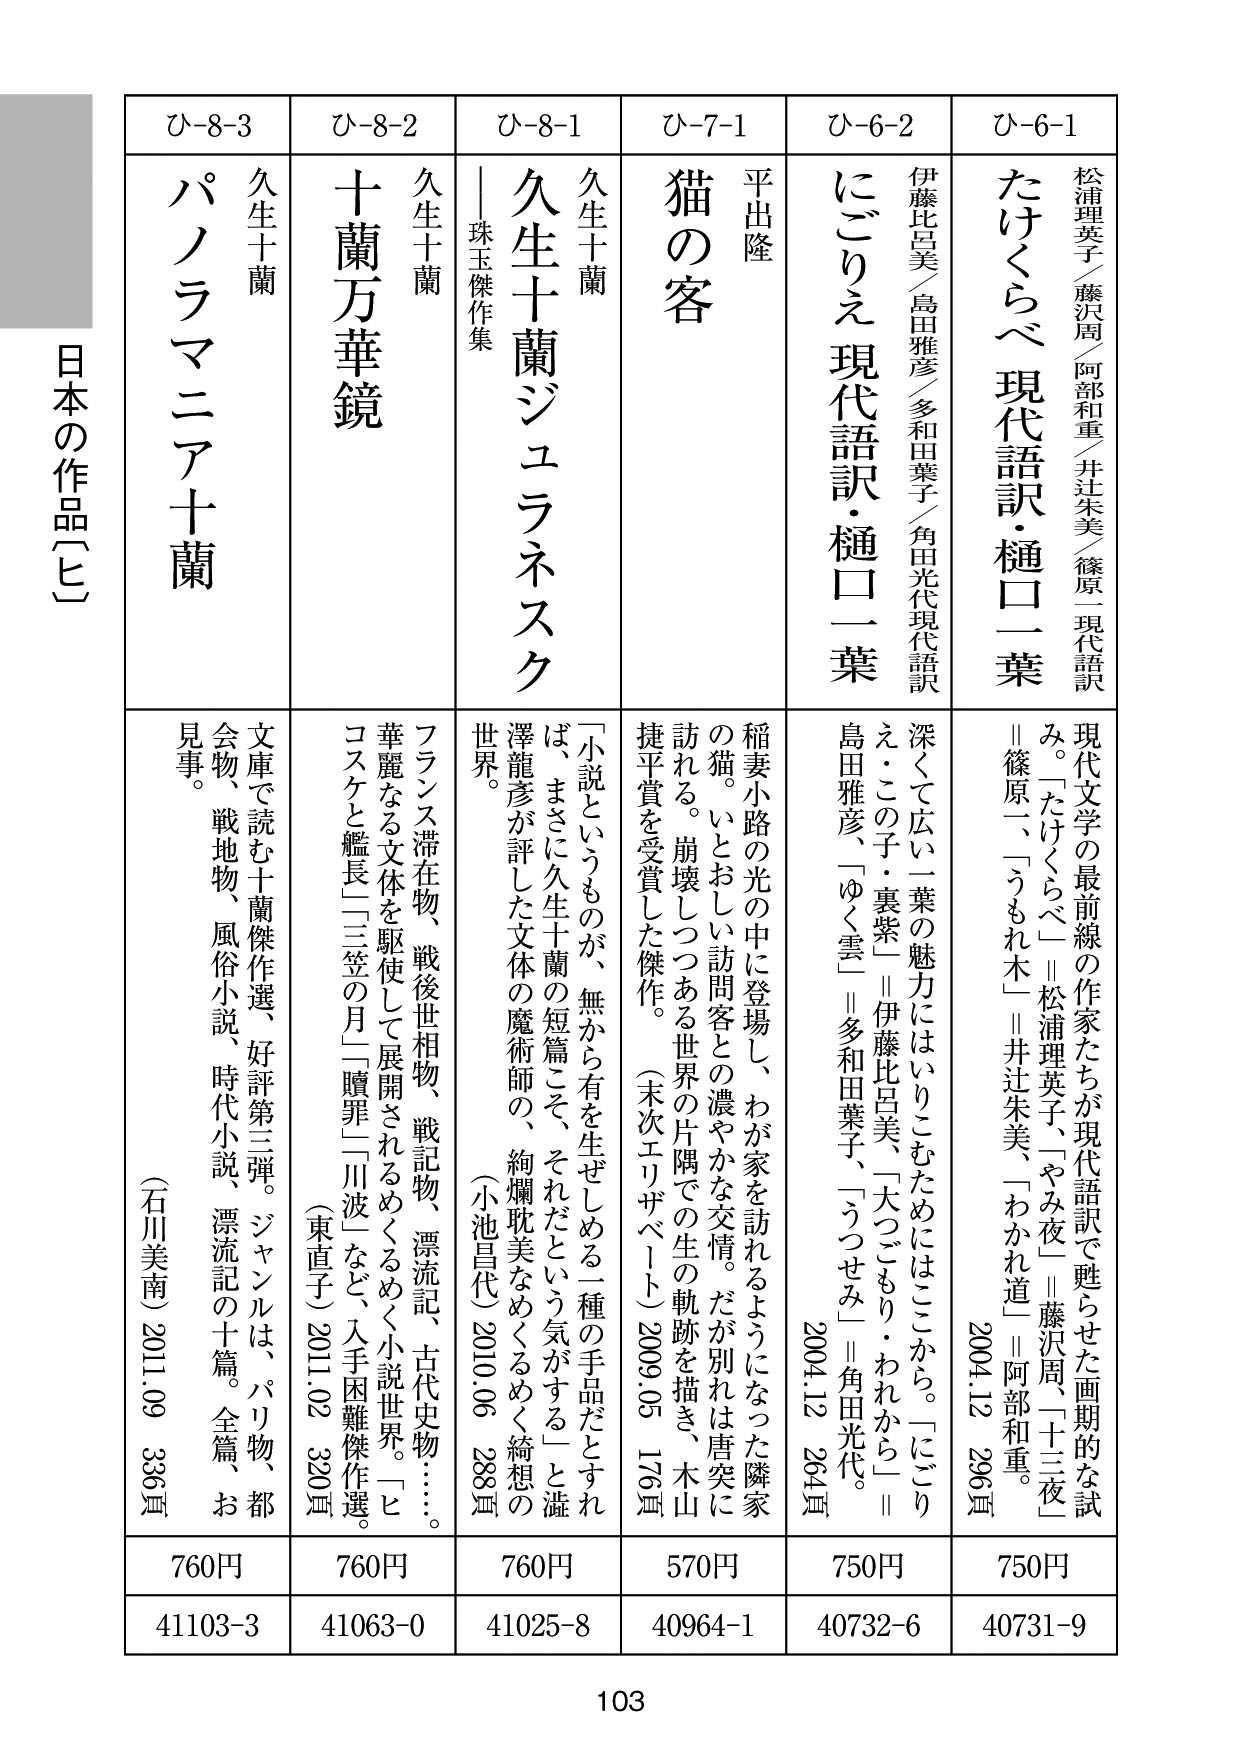 ひ-6-1
松浦理英子／藤沢周／阿部和重／井辻朱美／篠原一現代語訳
たけくらべ 現代語訳・樋口一葉
現代文学の最前線の作家たちが現代語訳で甦らせた画期的な試
み。「たけくらべ」＝松浦理英子、「やみ夜」＝藤沢周、「十三夜」
＝篠原一、「うもれ木」＝井辻朱美、「わかれ道」＝阿部和重。
2004.12 296頁
750円
40731-9
ひ-6-2
伊藤比呂美／島田雅彦／多和田葉子／角田光代現代語訳
にごりえ 現代語訳・樋口一葉
深くて広い一葉の魅力にはいりこむためにはここから。「にごり
え・この子・裏紫」＝伊藤比呂美、「大つごもり・われから」＝
島田雅彦、「ゆく雲」＝多和田葉子、「うつせみ」＝角田光代。
2004.12 264頁
750円
40732-6
ひ-7-1
平出隆
猫の客
稲妻小路の光の中に登場し、わが家を訪れるようになった隣家
の猫。いとおしい訪問客との濃やかな交情。だが別れは唐突に
訪れる。崩壊しつつある世界の片隅での生の軌跡を描き、木山
捷平賞を受賞した傑作。（末次エリザベート）2009.05 176頁
570円
40964-1
ひ-8-1
久生十蘭
久生十蘭ジュラネスク
――珠玉傑作集
「小説というものが、無から有を生ぜしめる一種の手品だとすれ
ば、まさに久生十蘭の短篇こそ、それだという気がする」と澁
澤龍彦が評した文体の魔術師の、絢爛耽美なめくるめく綺想の
世界。（小池昌代）2010.06 288頁
760円
41025-8
ひ-8-2
久生十蘭
十蘭万華鏡
フランス滞在物、戦後世相物、戦記物、漂流記、古代史物……。
華麗なる文体を駆使して展開されるめくるめく小説世界。「ヒ
コスケと艦長」「三笠の月」「贖罪」「川波」など、入手困難傑作選。
（東直子）2011.02 320頁
760円
41063-0
ひ-8-3
久生十蘭
パノラマニア十蘭
文庫で読む十蘭傑作選、好評第三弾。ジャンルは、パリ物、都
会物、戦地物、風俗小説、時代小説、漂流記の十篇。全篇、お
見事。
（石川美南）2011.09 336頁
760円
41103-3
日本の作品〔ヒ〕
103